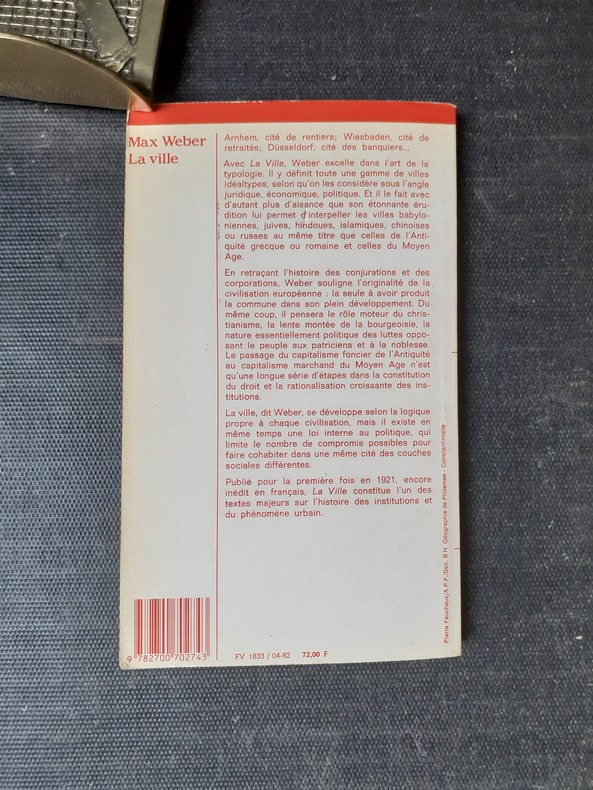 Max Weber
La ville
Arnhem, cité de rentiers; Wiesbaden, cité de
retraités; Düsseldorf, cité des banquiers...
Avec La Ville, Weber excelle dans l'art de la
typologie. Il y définit toute une gamme de villes
idéaltypes, selon qu'on les considère sous l'angle
juridique, économique, politique. Et il le fait avec
d'autant plus d'aisance que son étonnante éru-
dition lui permet d'interpeller les villes babylo-
niennes, juives, hindoues, islamiques, chinoises
ou russes au même titre que celles de l'Anti-
quité grecque ou romaine et celles du Moyen
Age.
En retraçant l'histoire des conjurations et des
corporations, Weber souligne l'originalité de la
civilisation européenne : la seule à avoir produit
la commune dans son plein développement. Du
même coup, il pensera le rôle moteur du chris-
tianisme, la lente montée de la bourgeoisie, la
nature essentiellement politique des luttes oppo-
sant le peuple aux patriciens et à la noblesse.
Le passage du capitalisme foncier de l'Antiquité
au capitalisme marchand du Moyen Age n'est
qu'une longue série d'étapes dans la constitution
du droit et la rationalisation croissante des ins-
titutions.
La ville, dit Weber, se développe selon la logique
propre à chaque civilisation, mais il existe en
même temps une loi interne au politique, qui
limite le nombre de compromis possibles pour
faire cohabiter dans une même cité des couches
sociales différentes.
Publié pour la première fois en 1921, encore
inédit en français, La Ville constitue l'un des
textes majeurs sur l'histoire des institutions et
du phénomène urbain.
Pierre Faucheux/A.P.F./Doc. B.N. Géographie de Ptolémée - Constantinople
9 782700 702743
FV 1833 / 04-82 72,00 F